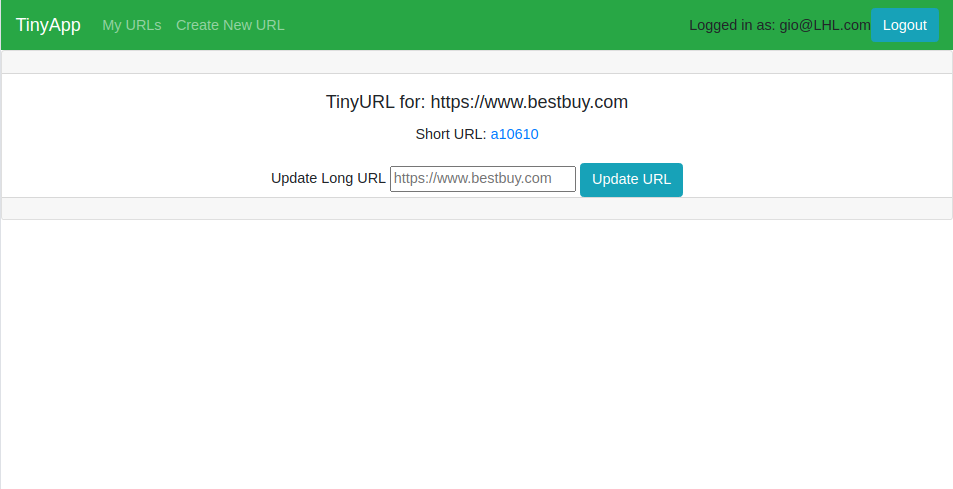 TinyApp My URLs Create New URL Logged in as: gio@LHL.com Logout
TinyURL for: https://www.bestbuy.com
Short URL: a10610
Update Long URL https://www.bestbuy.com Update URL